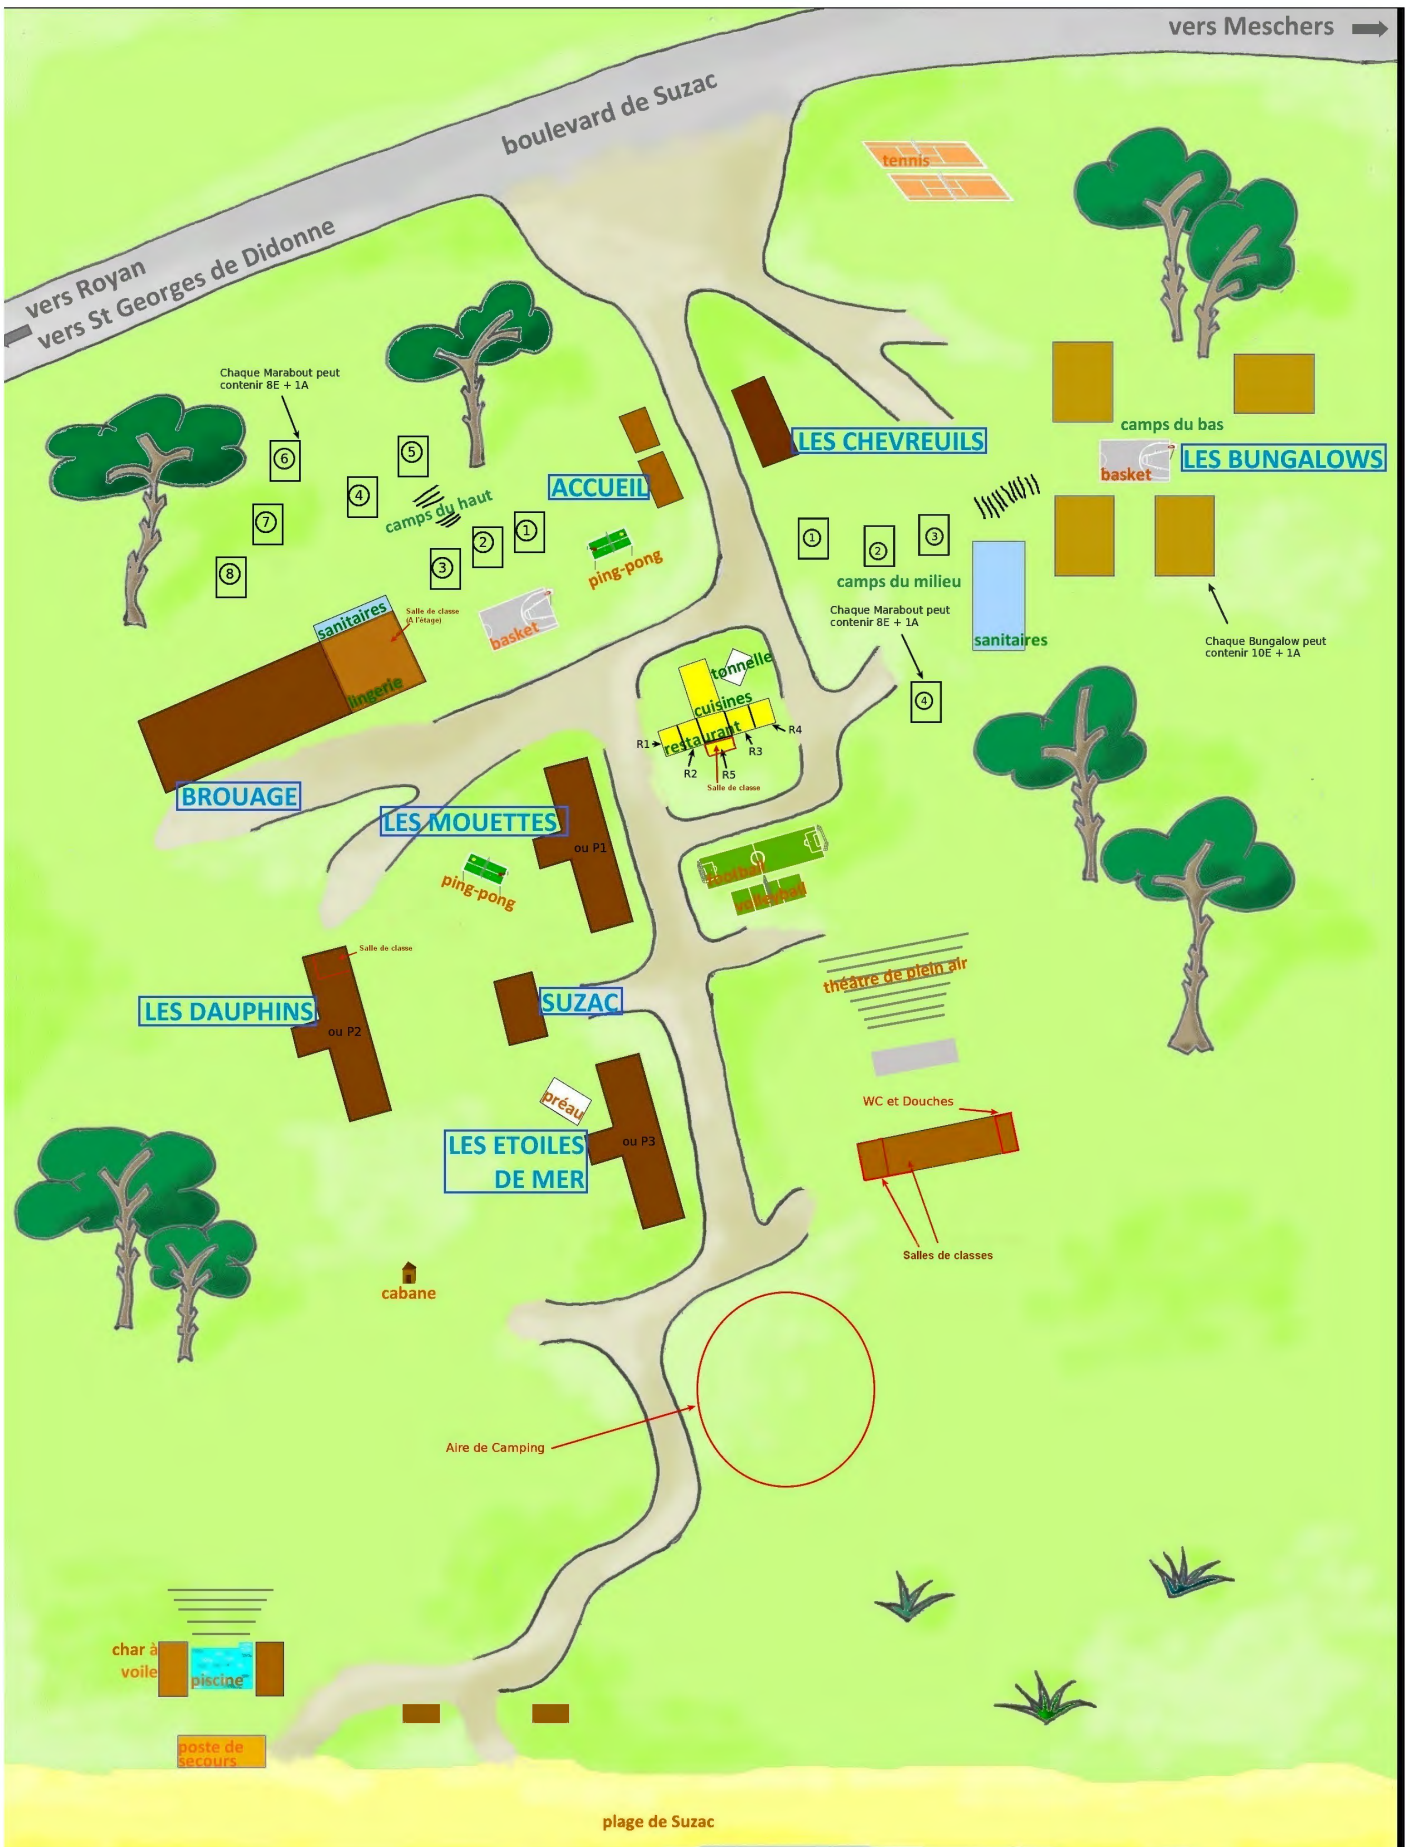 vers Meschers
boulevard de Suzac
tennis
vers Royan
vers St Georges de Didonne
Chaque Marabout peut
contenir 8E + 1A
6
5
4
7
8
camps du haut
1
2
3
ACCUEIL
ping-pong
LES CHEVREUILS
camps du bas
basket
LES BUNGALOWS
1
2
3
camps du milieu
Chaque Marabout peut
contenir 8E + 1A
4
sanitaires
Chaque Bungalow peut
contenir 10E + 1A
sanitaires
Salle de classe
(A l'étage)
lingerie
basket
BROUAGE
tonnelle
cuisines
restaurant
R1
R2
R5
R3
R4
Salle de classe
LES MOUETTES
ou P1
ping-pong
football
volleyball
Salle de classe
LES DAUPHINS
ou P2
SUZAC
théâtre de plein air
préau
LES ETOILES
DE MER
ou P3
WC et Douches
Salles de classes
cabane
Aire de Camping
char à
voile
piscine
poste de
secours
plage de Suzac